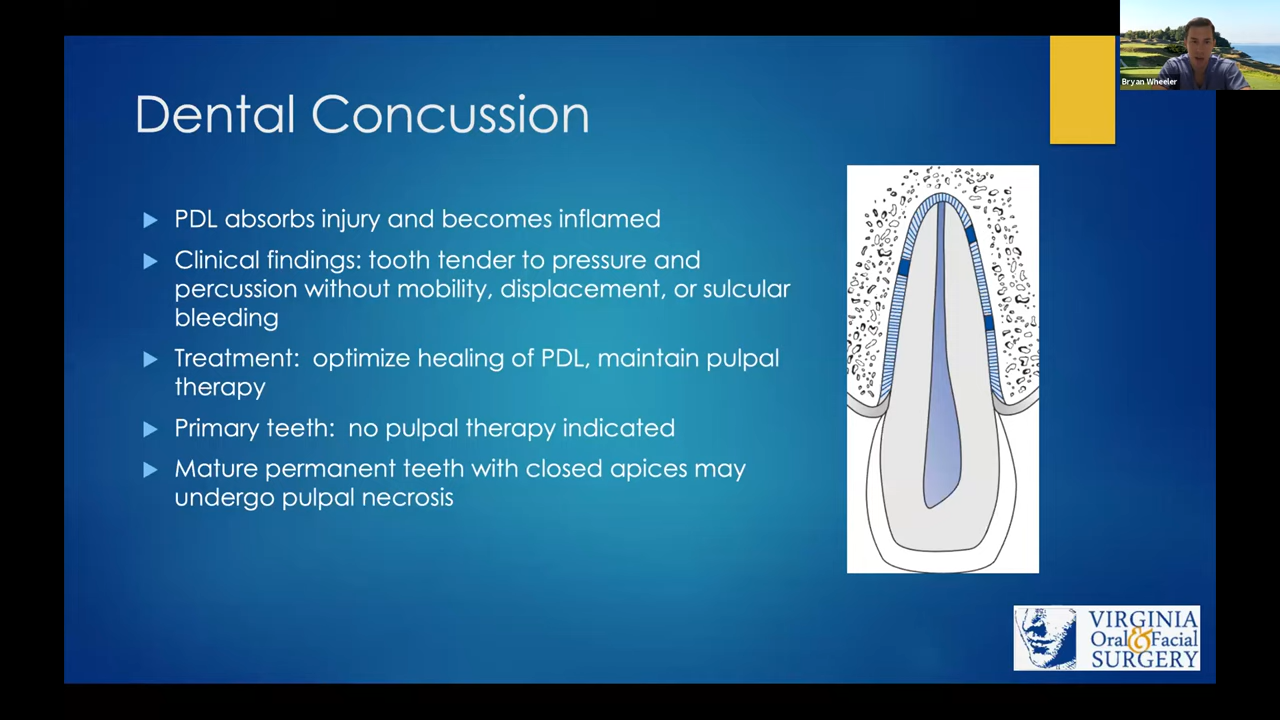 Bryan Wheeler
Dental Concussion
PDL absorbs injury and becomes inflamed
Clinical findings: tooth tender to pressure and
percussion without mobility, displacement, or sulcular
bleeding
Treatment: optimize healing of PDL, maintain pulpal
therapy
Primary teeth: no pulpal therapy indicated
Mature permanent teeth with closed apices may
undergo pulpal necrosis
VIRGINIA
Oral & Facial
SURGERY